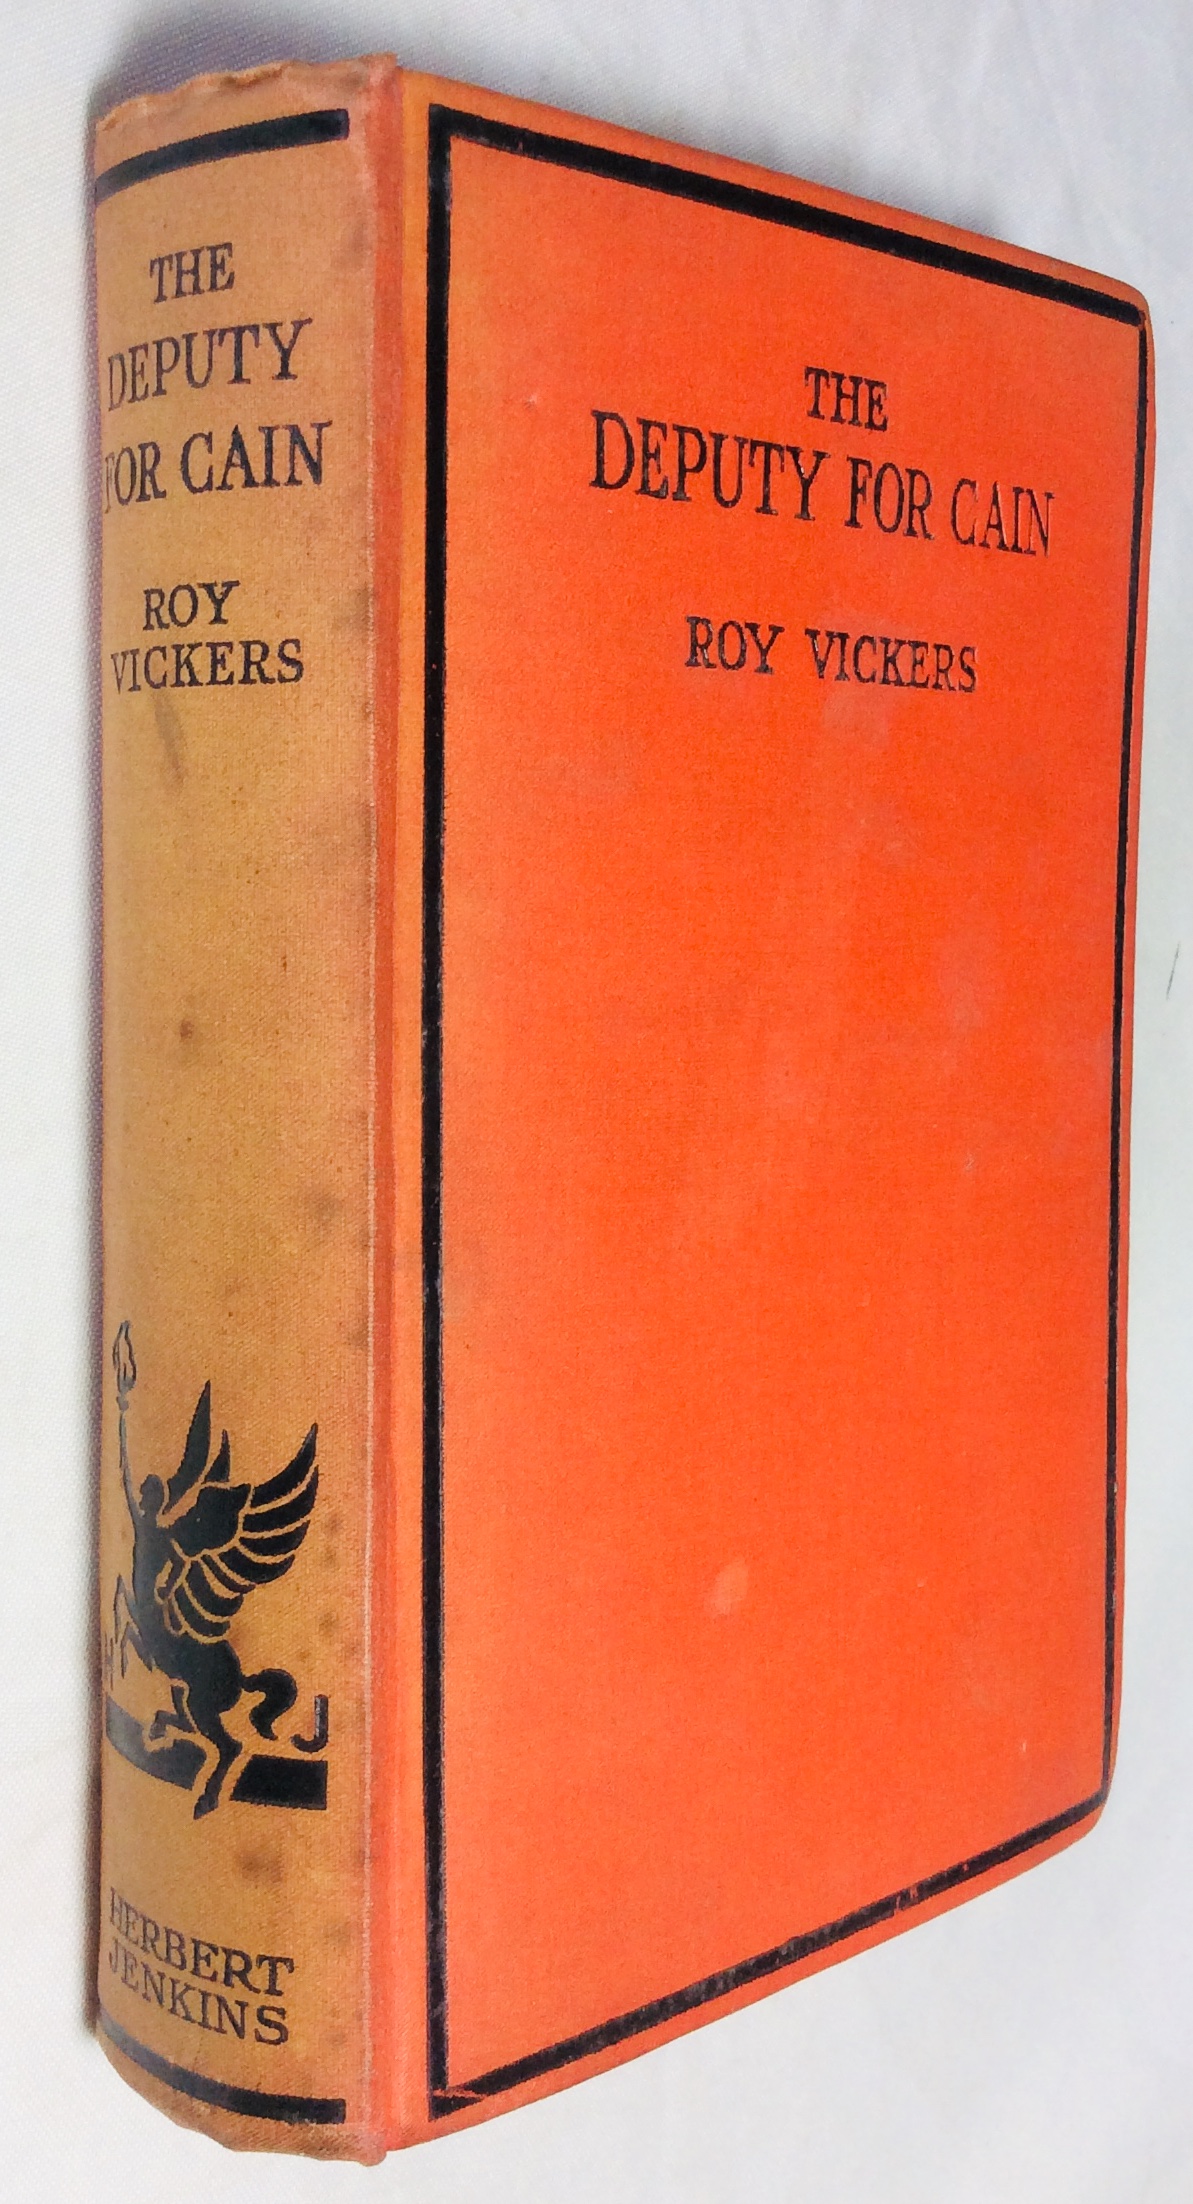 THE
DEPUTY
FOR CAIN
ROY
VICKERS
H
J
HERBERT
JENKINS
THE
DEPUTY FOR CAIN
ROY VICKERS